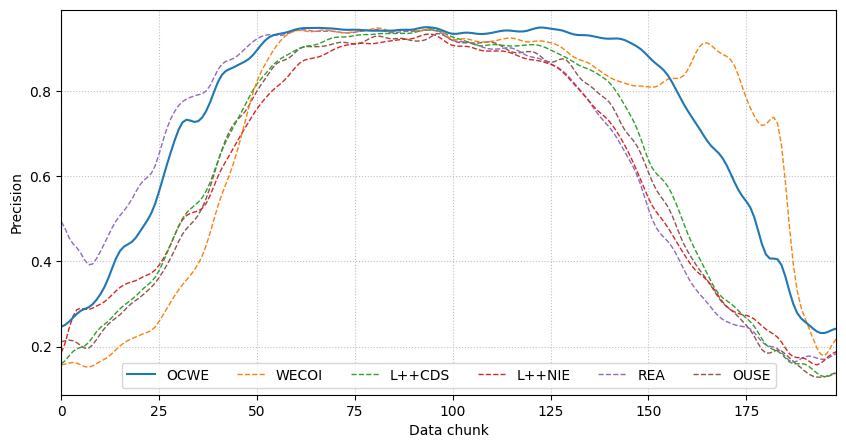 Precision
0.8
0.6
0.4
0.2
OCWE WECOI L++CDS L++NIE REA OUSE
0 25 50 75 100 125 150 175
Data chunk